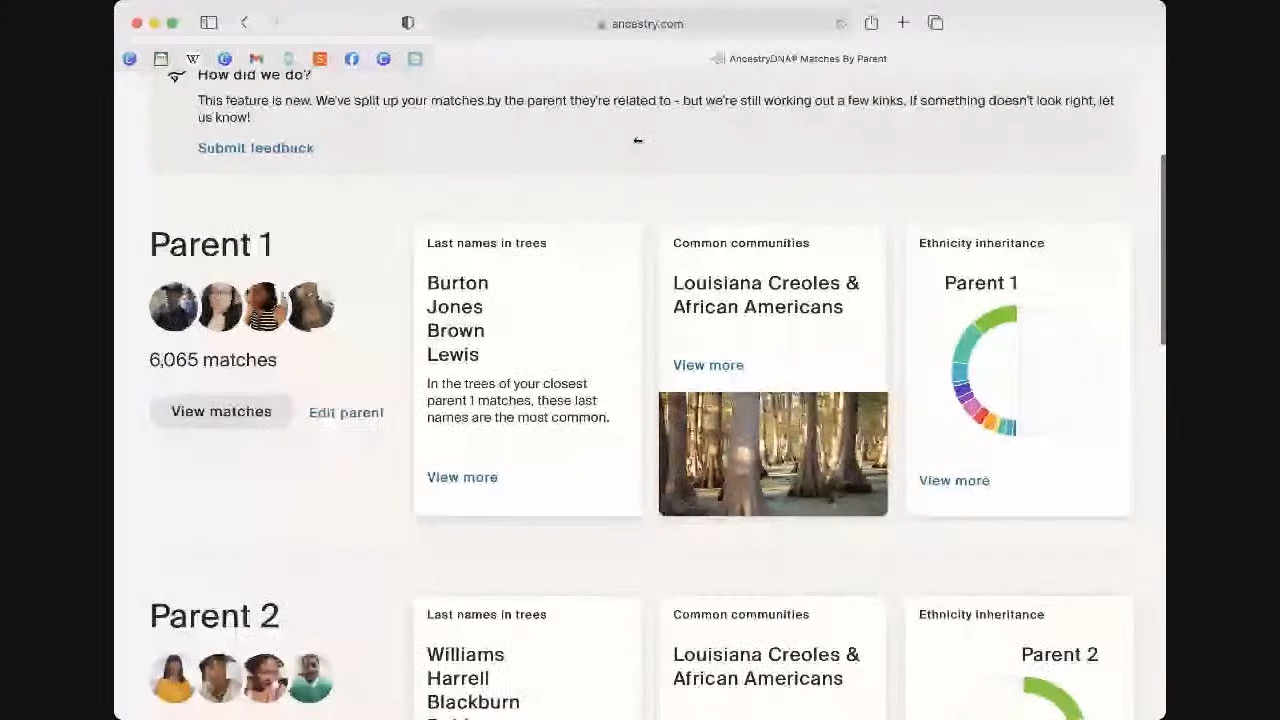 ancestry.com
AncestryDNA® Matches By Parent
How did we do?
This feature is new. We've split up your matches by the parent they're related to - but we're still working out a few kinks. If something doesn't look right, let
us know!
Submit feedback
Parent 1
6,065 matches
View matches
Edit parent
Last names in trees
Burton
Jones
Brown
Lewis
In the trees of your closest
parent 1 matches, these last
names are the most common.
View more
Common communities
Louisiana Creoles &
African Americans
View more
Ethnicity inheritance
Parent 1
View more
Parent 2
Last names in trees
Williams
Harrell
Blackburn
Common communities
Louisiana Creoles &
African Americans
Ethnicity inheritance
Parent 2